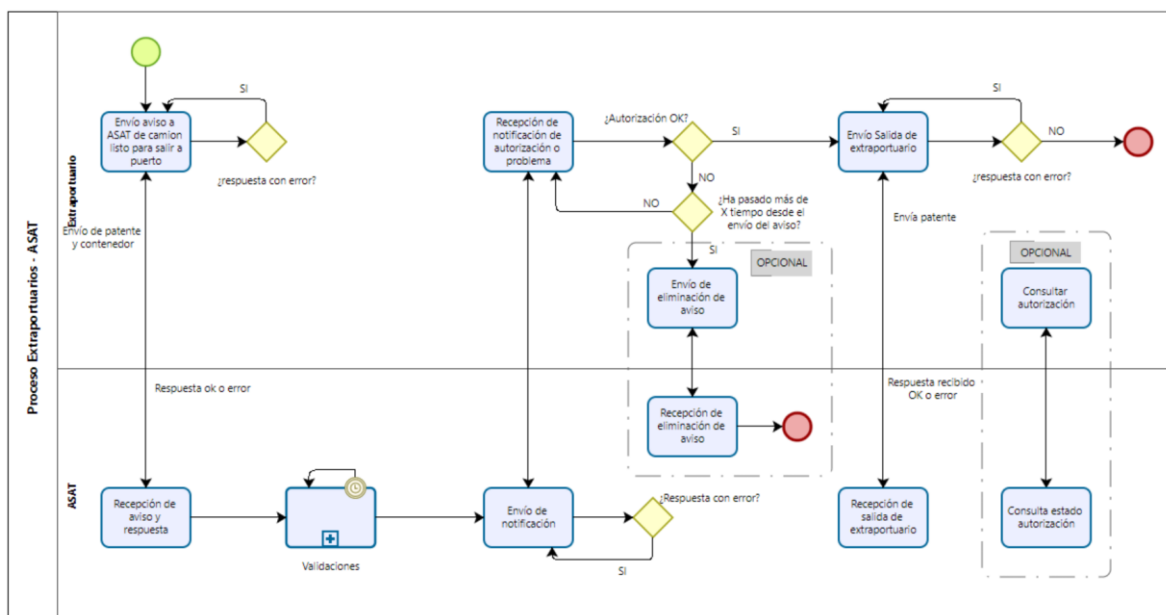 Proceso Extraportuarios - ASAT
Extraportuario
SI
Envío aviso a
ASAT de camion
listo para salir a
puerto
¿respuesta con error?
Envío de patente
y contenedor
Recepción de
notificación de
autorización o
problema
¿Autorización OK?
SI
NO
NO
¿Ha pasado más de
X tiempo desde el
envío del aviso?
SI
OPCIONAL
Envío de
eliminación de
aviso
SI
Envío Salida de
extraportuario
NO
¿respuesta con error?
Envía patente
OPCIONAL
Consultar
autorización
ASAT
Respuesta ok o error
Recepción de
aviso y
respuesta
Validaciones
Envío de
notificación
¿Respuesta con error?
SI
Recepción de
eliminación de
aviso
Respuesta recibido
OK o error
Recepción de
salida de
extraportuario
Consulta estado
autorización